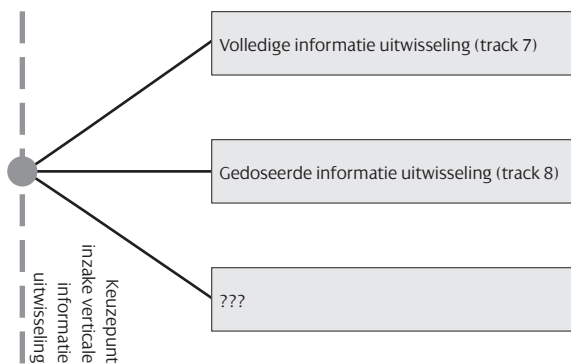 Volledige informatie uitwisseling (track 7)
Gedoseerde informatie uitwisseling (track 8)
???
Keuzepunt
inzake verticale
informatie
uitwisseling